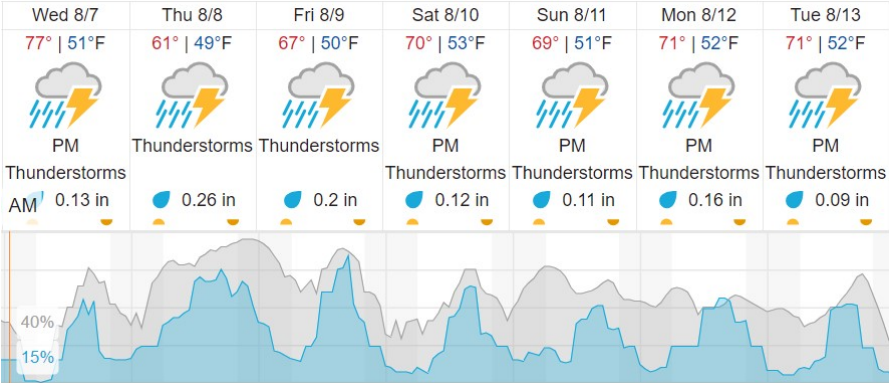 Wed 8/7 Thu 8/8 Fri 8/9 Sat 8/10 Sun 8/11 Mon 8/12 Tue 8/13
77° | 51°F 61° | 49°F 67° | 50°F 70° | 53°F 69° | 51°F 71° | 52°F 71° | 52°F
PM Thunderstorms Thunderstorms PM PM PM PM
Thunderstorms Thunderstorms Thunderstorms Thunderstorms Thunderstorms
AM 0.13 in 0.26 in 0.2 in 0.12 in 0.11 in 0.16 in 0.09 in
40%
15%